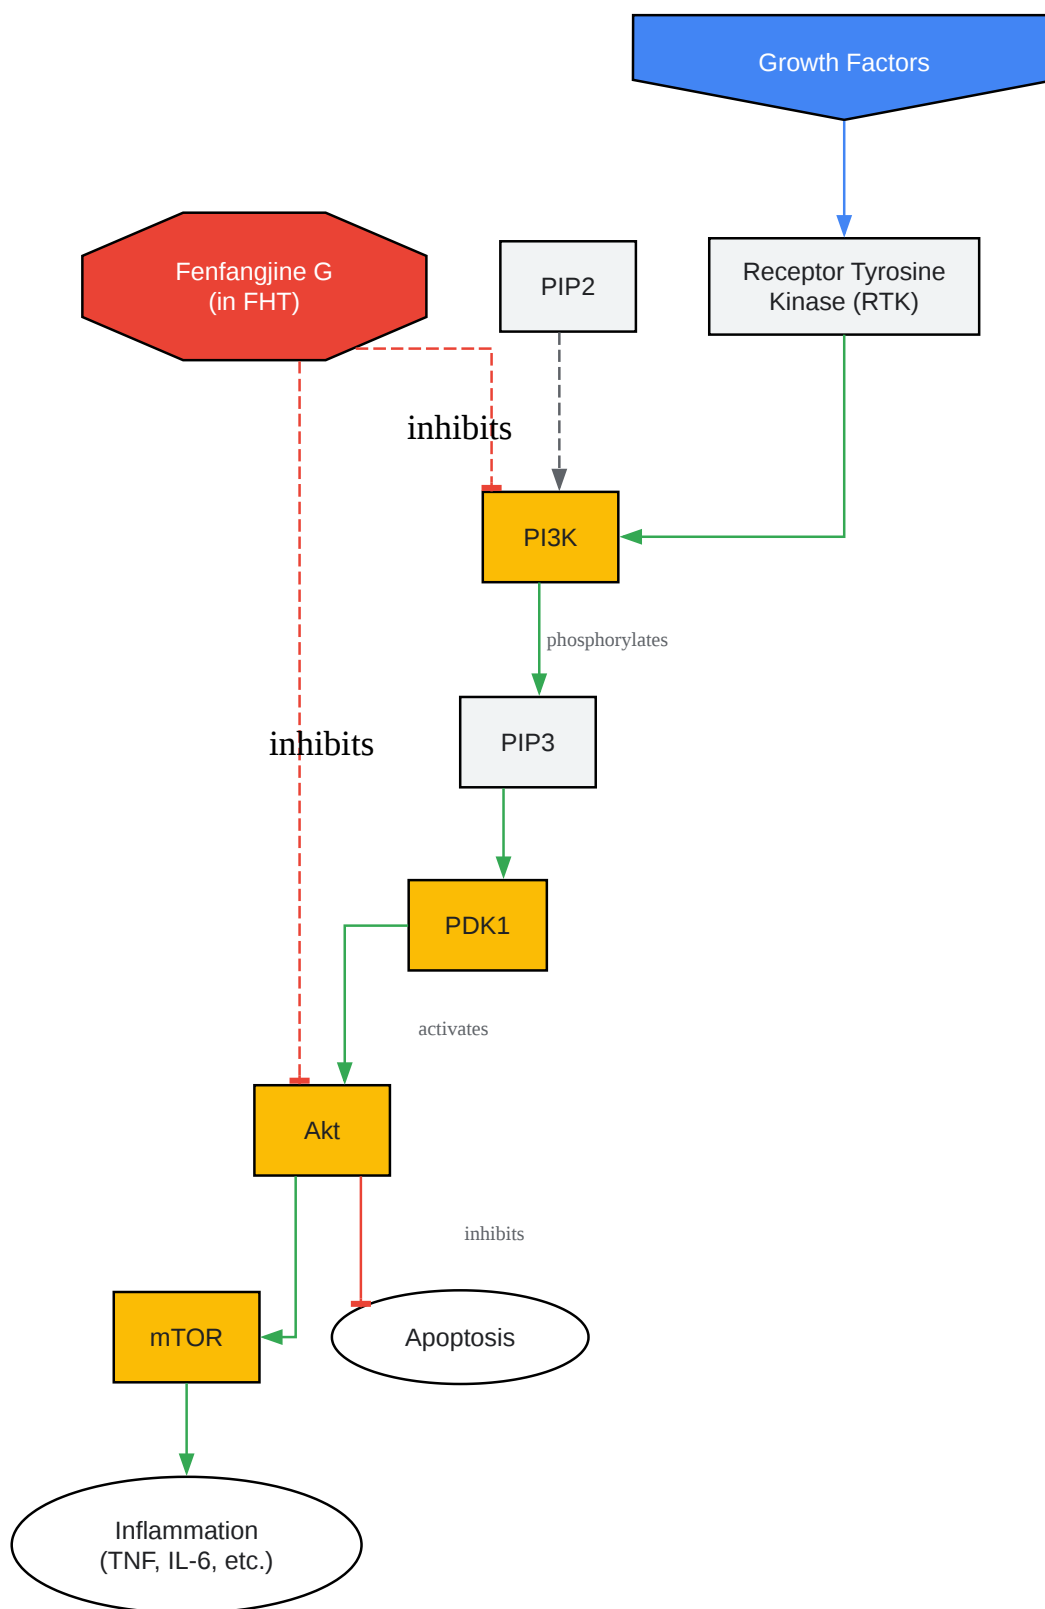 Growth Factors
Fenfangjine G
(in FHT)
PIP2
Receptor Tyrosine
Kinase (RTK)
inhibits
PI3K
phosphorylates
inhibits
PIP3
PDK1
activates
Akt
inhibits
mTOR
Apoptosis
Inflammation
(TNF, IL-6, etc.)